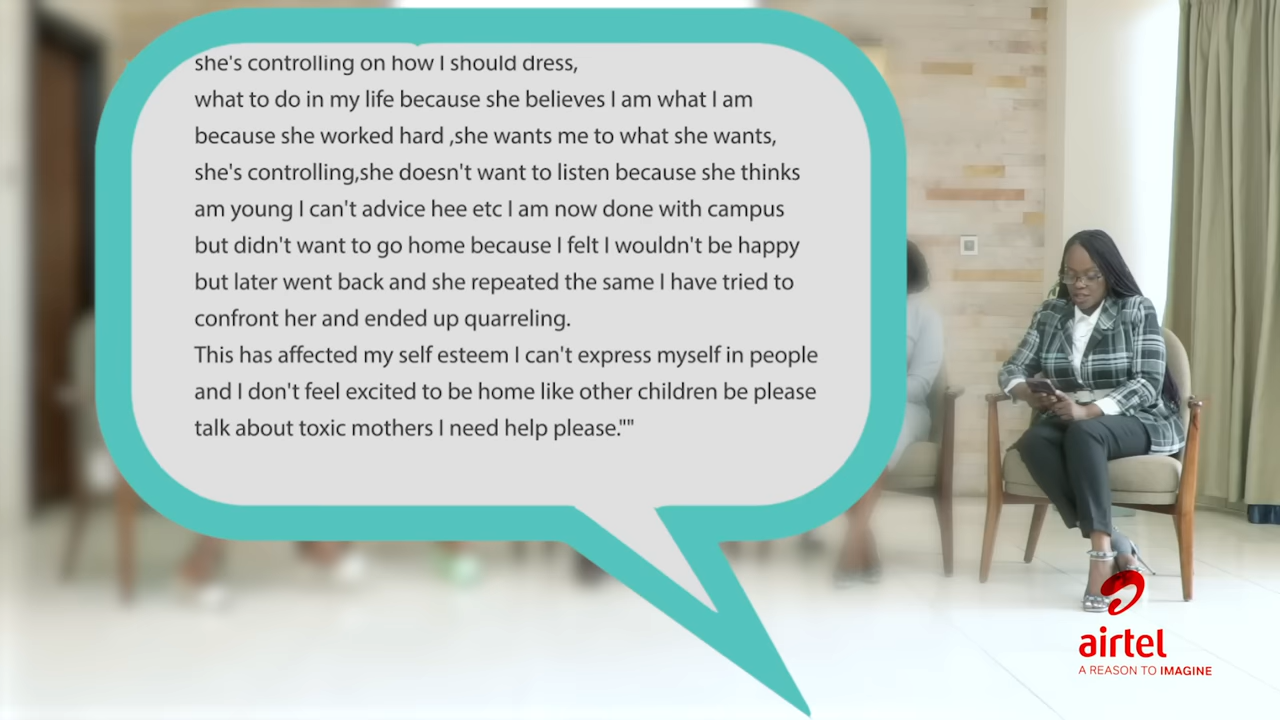 she's controlling on how I should dress,
what to do in my life because she believes I am what I am
because she worked hard ,she wants me to what she wants,
she's controlling,she doesn't want to listen because she thinks
am young I can't advice hee etc I am now done with campus
but didn't want to go home because I felt I wouldn't be happy
but later went back and she repeated the same I have tried to
confront her and ended up quarreling.
This has affected my self esteem I can't express myself in people
and I don't feel excited to be home like other children be please
talk about toxic mothers I need help please.""
airtel
A REASON TO IMAGINE